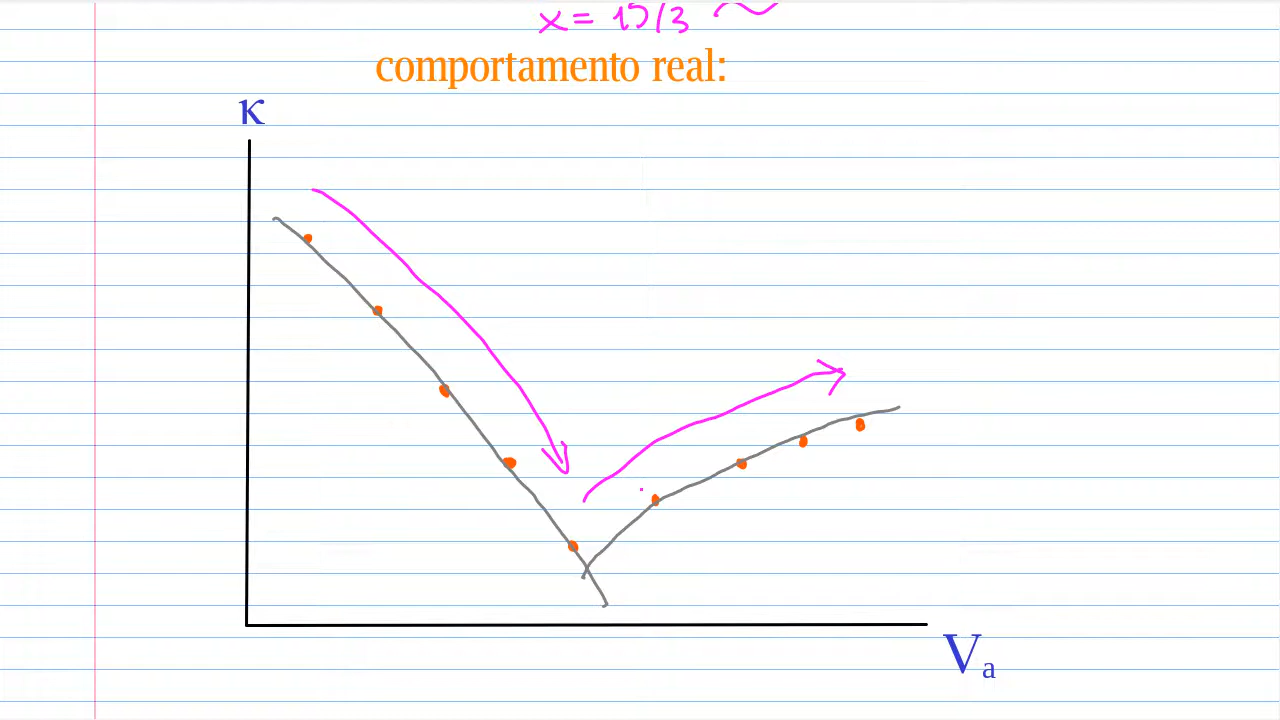 x = 15/3
comportamento real:
κ
Vₐ